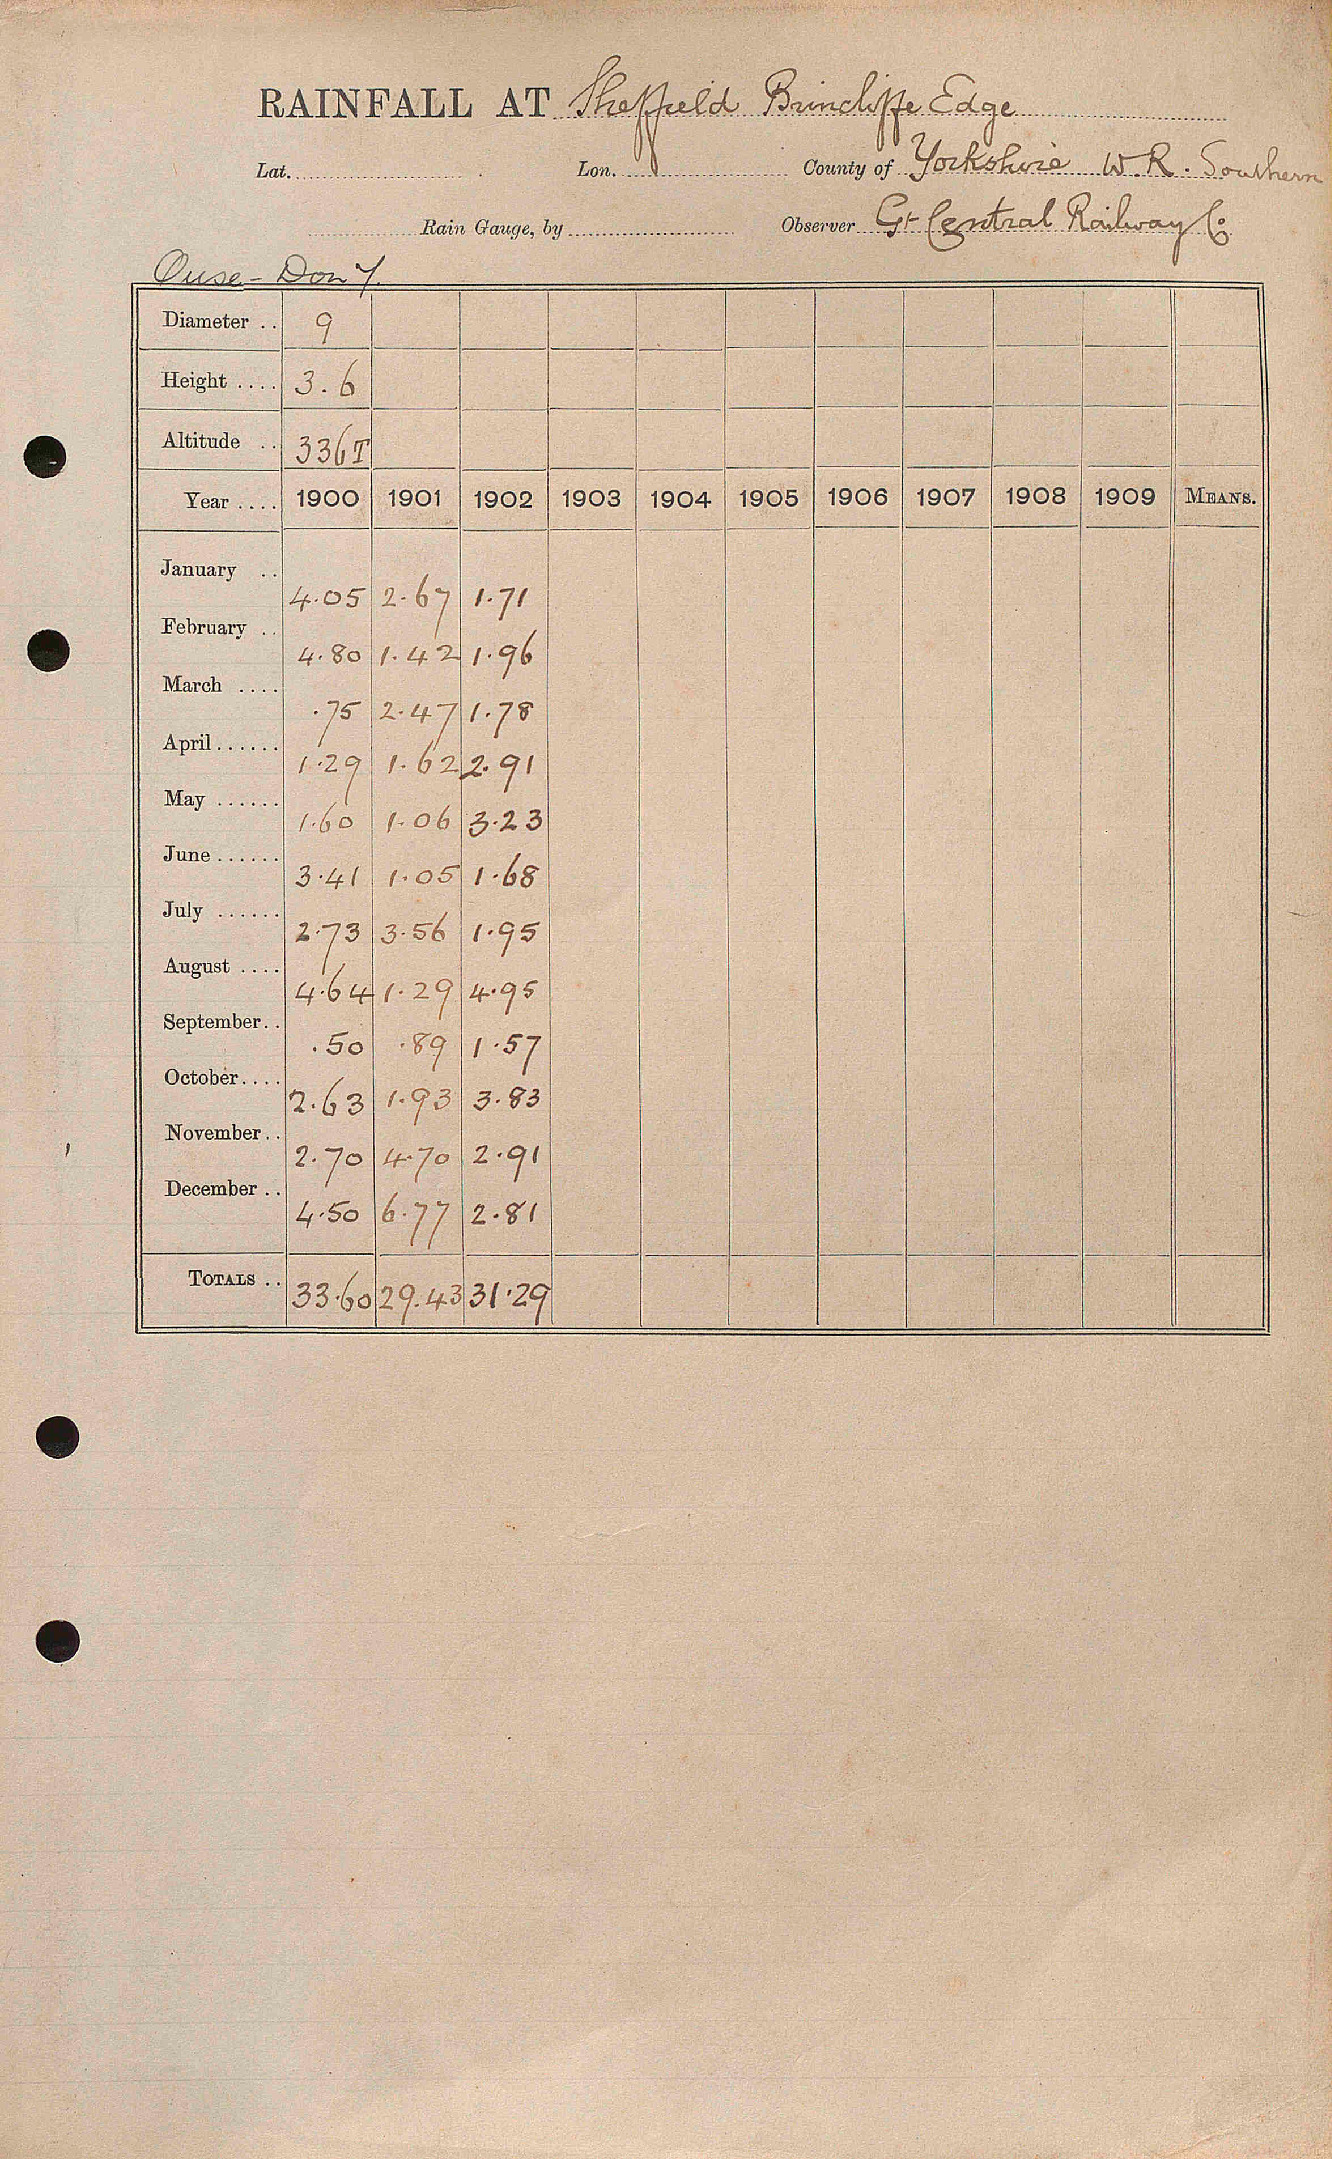 RAINFALL AT Sheffield Brincliffe Edge
Lat. Lon. County of Yorkshire W.R. Southern
Rain Gauge, by Observer Gt Central Railway Co
Ouse - Don 7.
Diameter .. 9
Height .... 3.6
Altitude .. 336T
Year .... 1900 1901 1902 1903 1904 1905 1906 1907 1908 1909 MEANS.
January .. 4.05 2.67 1.71
February .. 4.80 1.42 1.96
March .... .75 2.47 1.78
April...... 1.29 1.62 2.91
May ...... 1.60 1.06 3.23
June...... 3.41 1.05 1.68
July ...... 2.73 3.56 1.95
August .... 4.64 1.29 4.95
September.. .50 .89 1.57
October.... 2.63 1.93 3.83
November.. 2.70 4.70 2.91
December .. 4.50 6.77 2.81
TOTALS .. 33.60 29.43 31.29